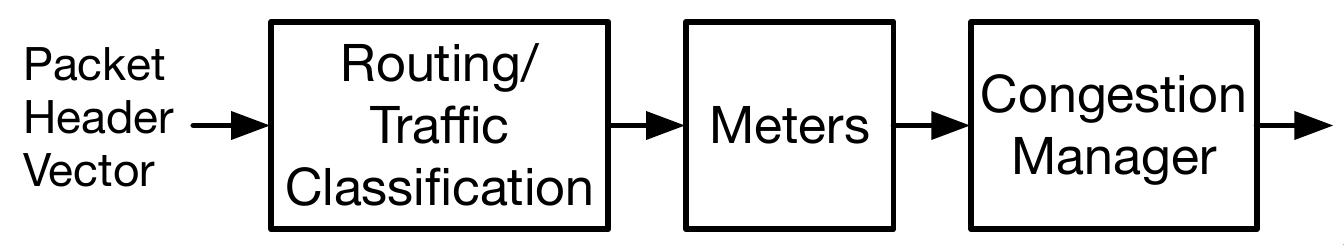 Packet
Header
Vector
Routing/
Traffic
Classification
Meters
Congestion
Manager